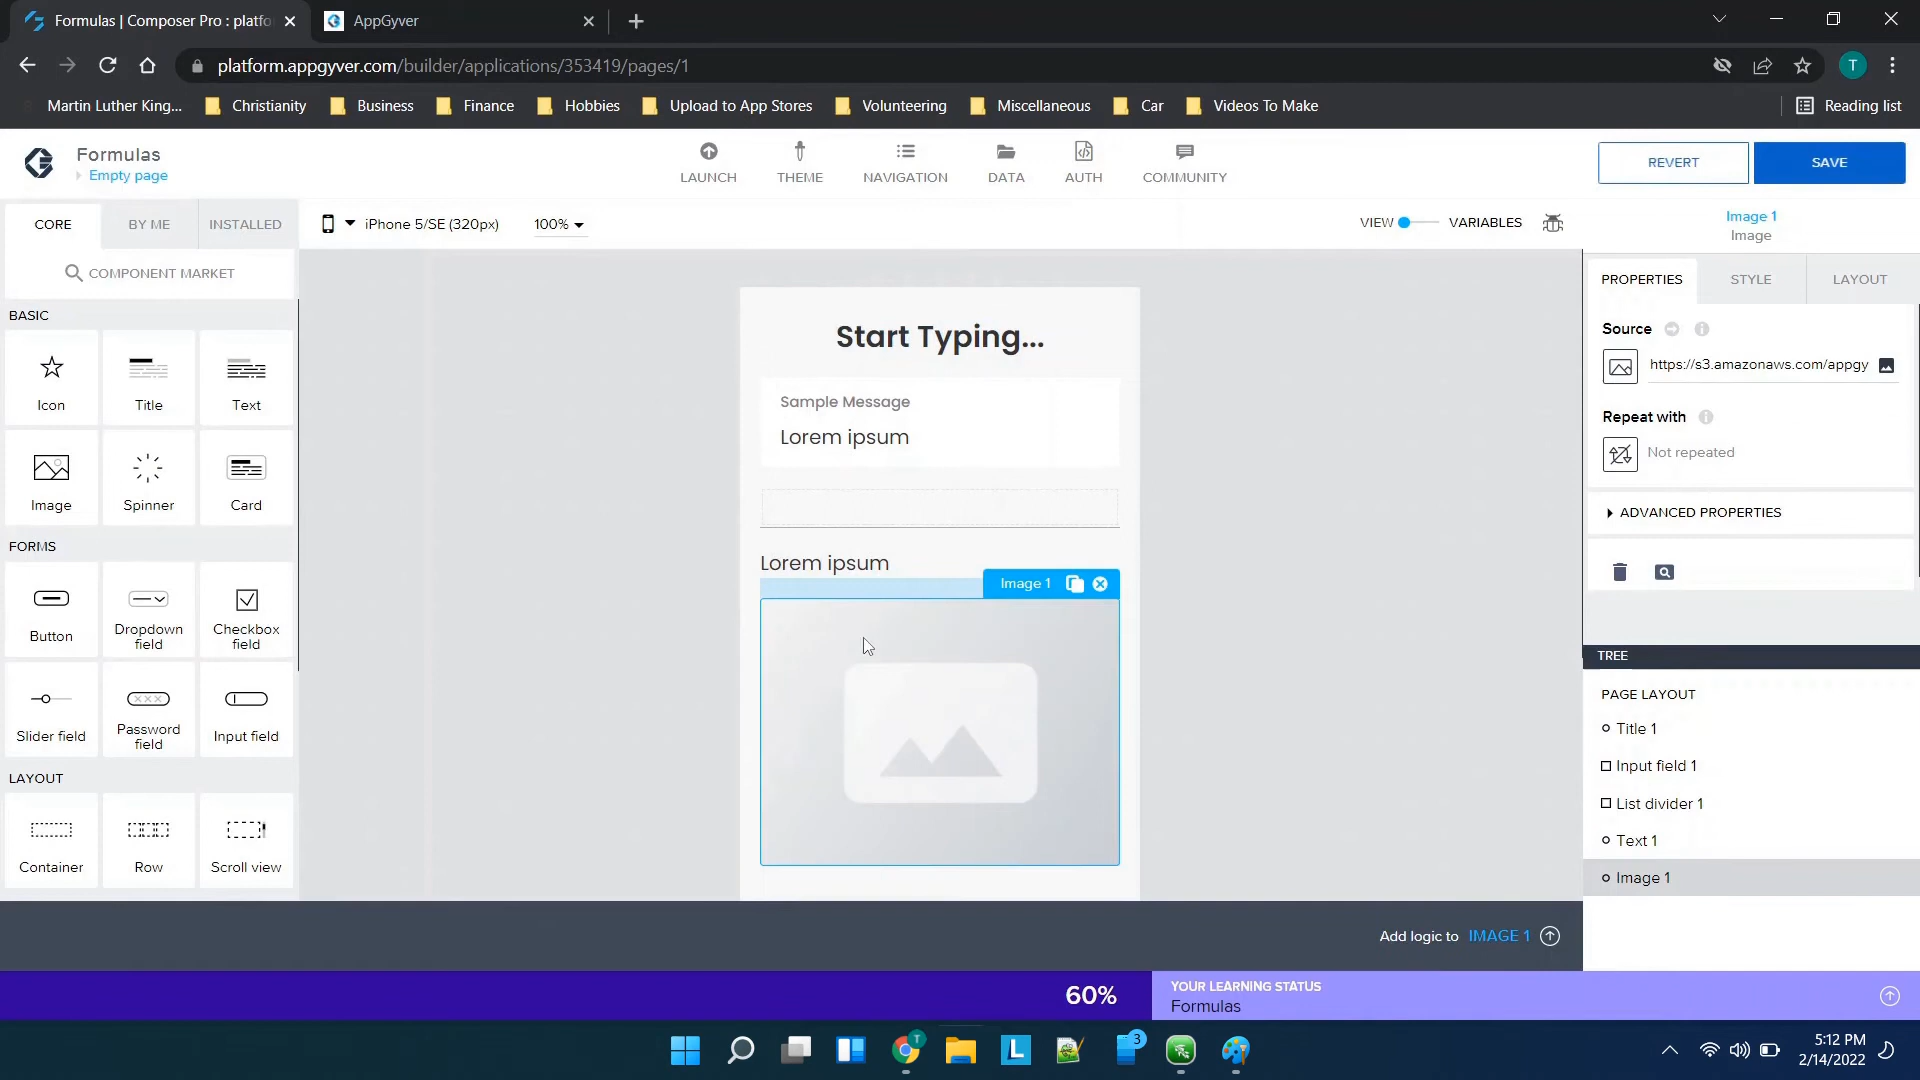 Formulas | Composer Pro : platfo
AppGyver
platform.appgyver.com/builder/applications/353419/pages/1
T
Martin Luther King...
Christianity
Business
Finance
Hobbies
Upload to App Stores
Volunteering
Miscellaneous
Car
Videos To Make
Reading list
Formulas
Empty page
LAUNCH
THEME
NAVIGATION
DATA
AUTH
COMMUNITY
REVERT
SAVE
CORE
BY ME
INSTALLED
iPhone 5/SE (320px)
100%
VIEW
VARIABLES
Image 1
Image
COMPONENT MARKET
PROPERTIES
STYLE
LAYOUT
BASIC
Icon
Title
Text
Image
Spinner
Card
FORMS
Button
Dropdown
field
Checkbox
field
Slider field
Password
field
Input field
LAYOUT
Container
Row
Scroll view
Start Typing...
Sample Message
Lorem ipsum
Lorem ipsum
Image 1
Source
https://s3.amazonaws.com/appgy
Repeat with
Not repeated
ADVANCED PROPERTIES
TREE
PAGE LAYOUT
Title 1
Input field 1
List divider 1
Text 1
Image 1
Add logic to IMAGE 1
60%
YOUR LEARNING STATUS
Formulas
T
L
3
5:12 PM
2/14/2022